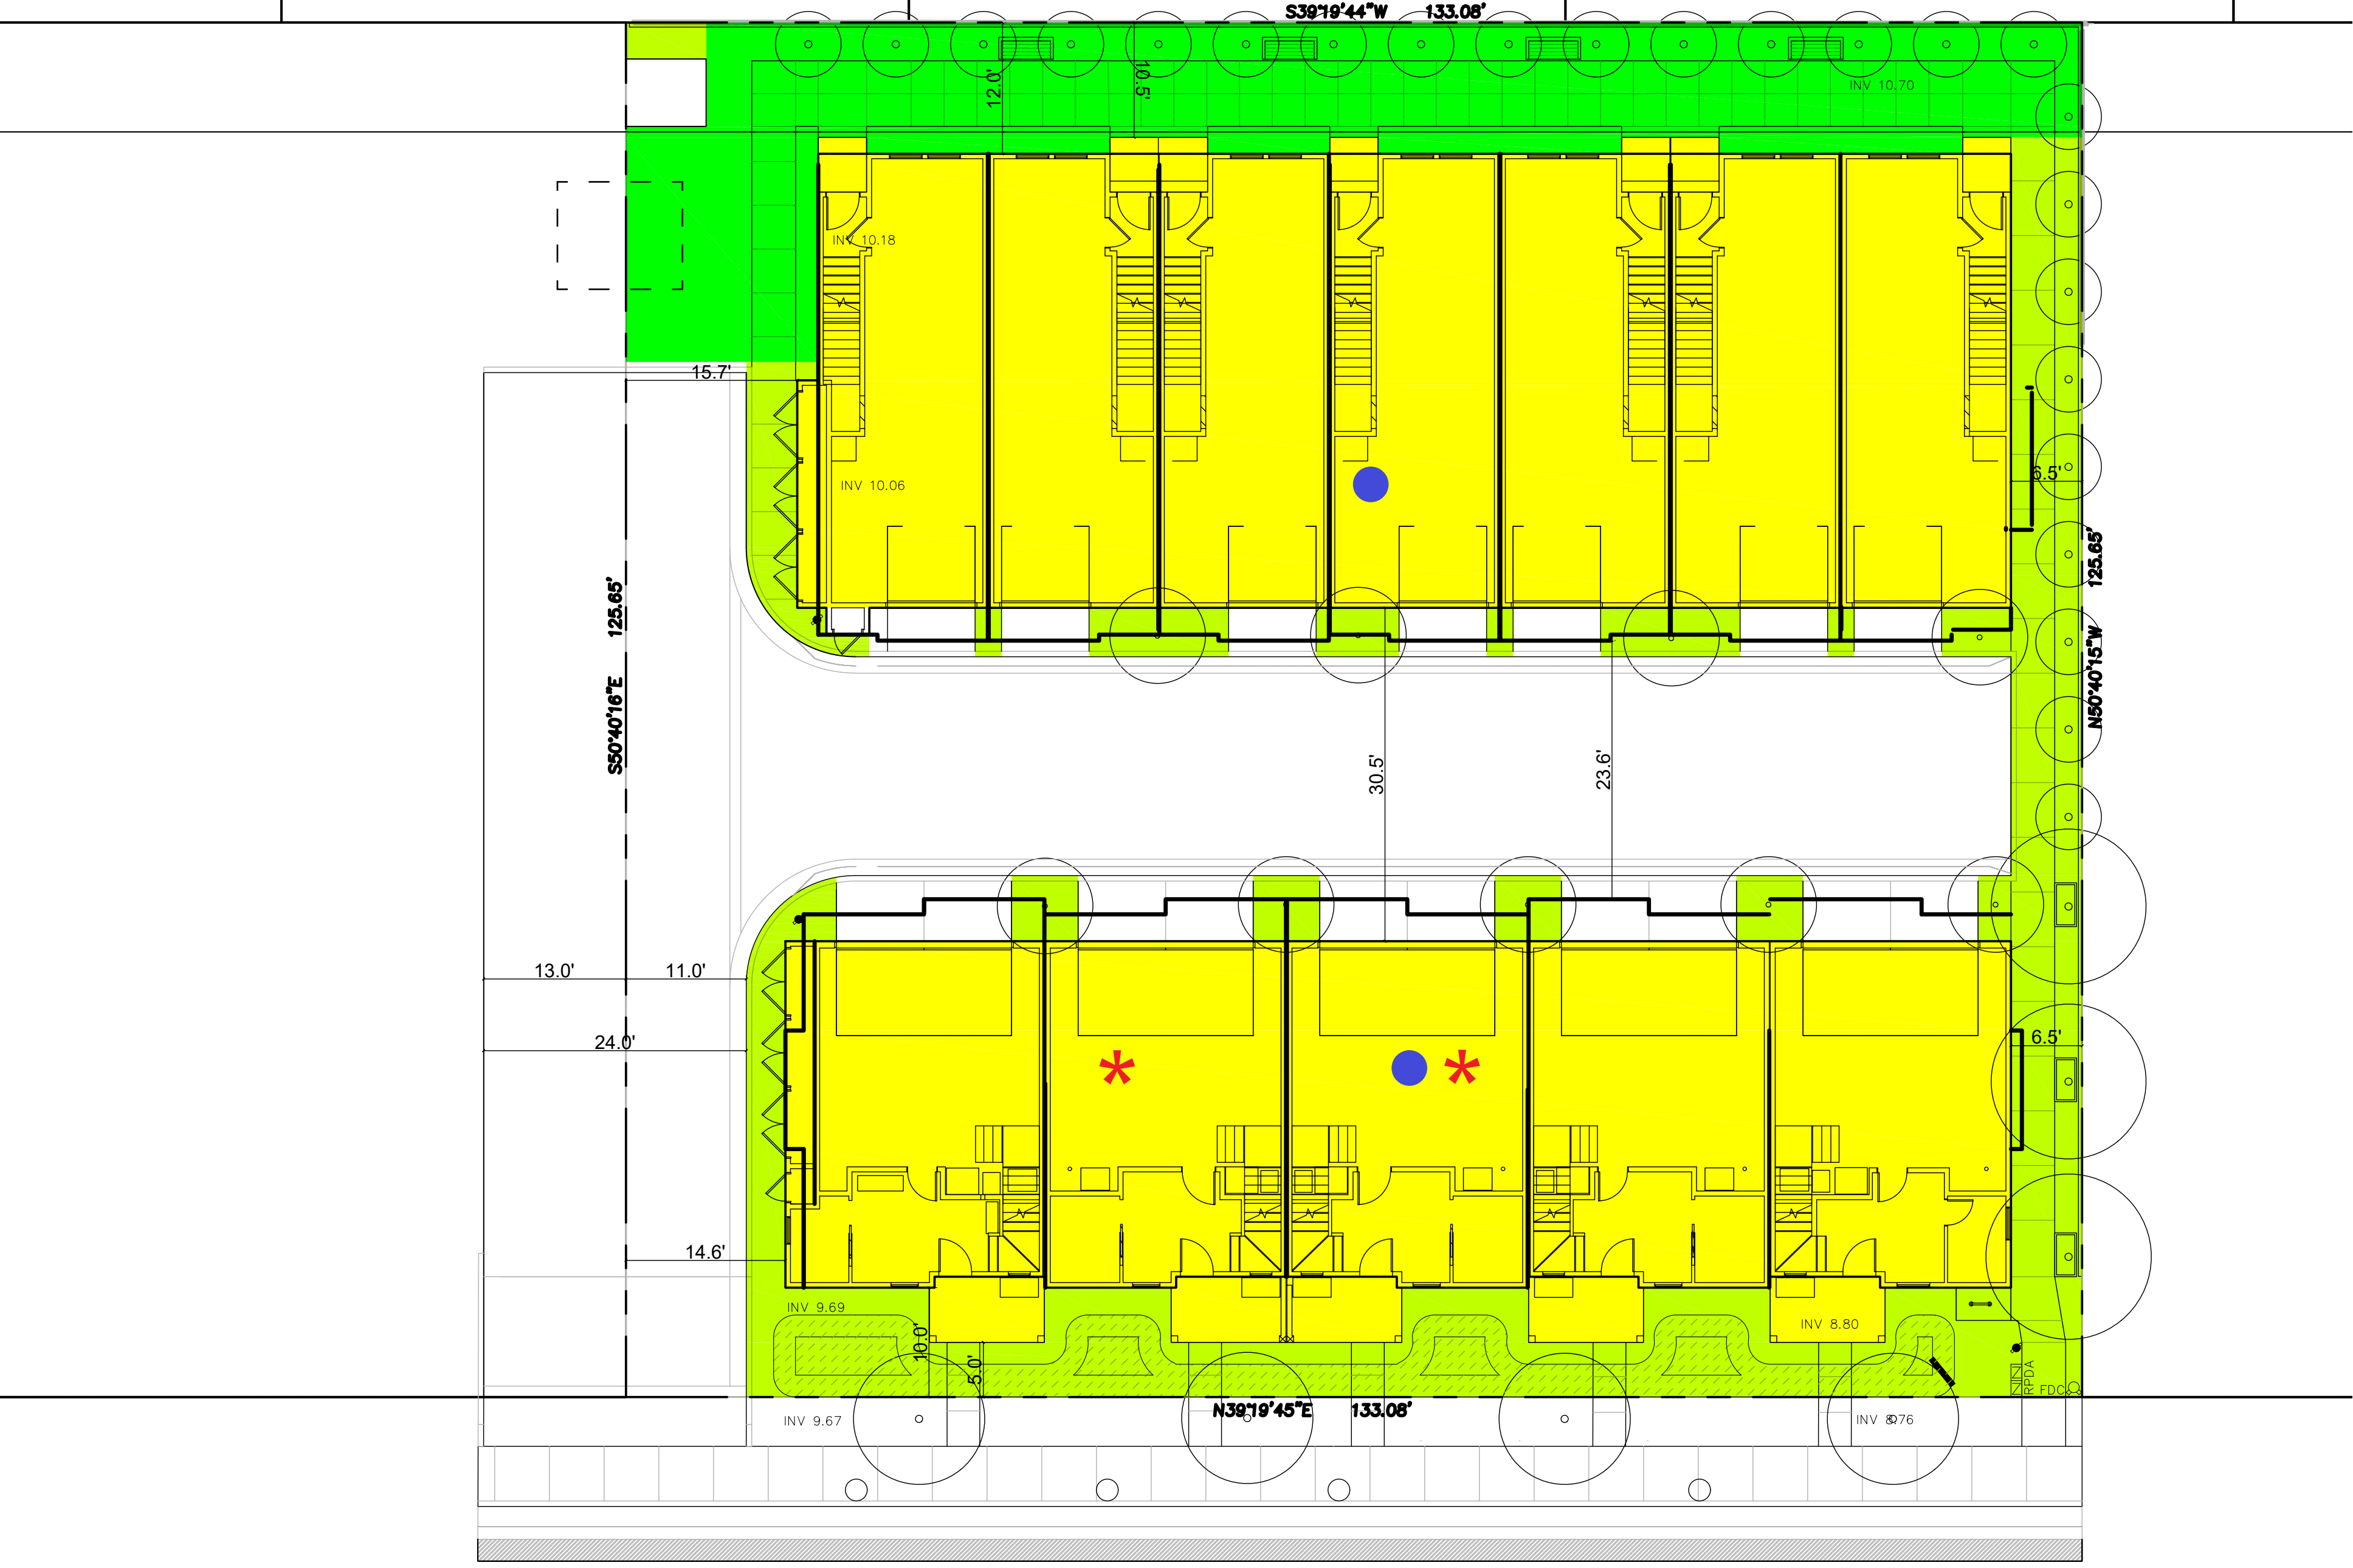 S39°19'44"W 133.08'
12.0'
10.5'
INV 10.70
INV 10.18
15.7'
INV 10.06
6.5'
S50°40'16"E 125.65'
N50°40'15"W 125.65'
30.5'
23.6'
13.0'
11.0'
24.0'
6.5'
*
*
14.6'
INV 9.69
10.0'
5.0'
INV 8.80
RPDA
FDC
N39°19'45"E 133.08'
INV 9.67
INV 8.76